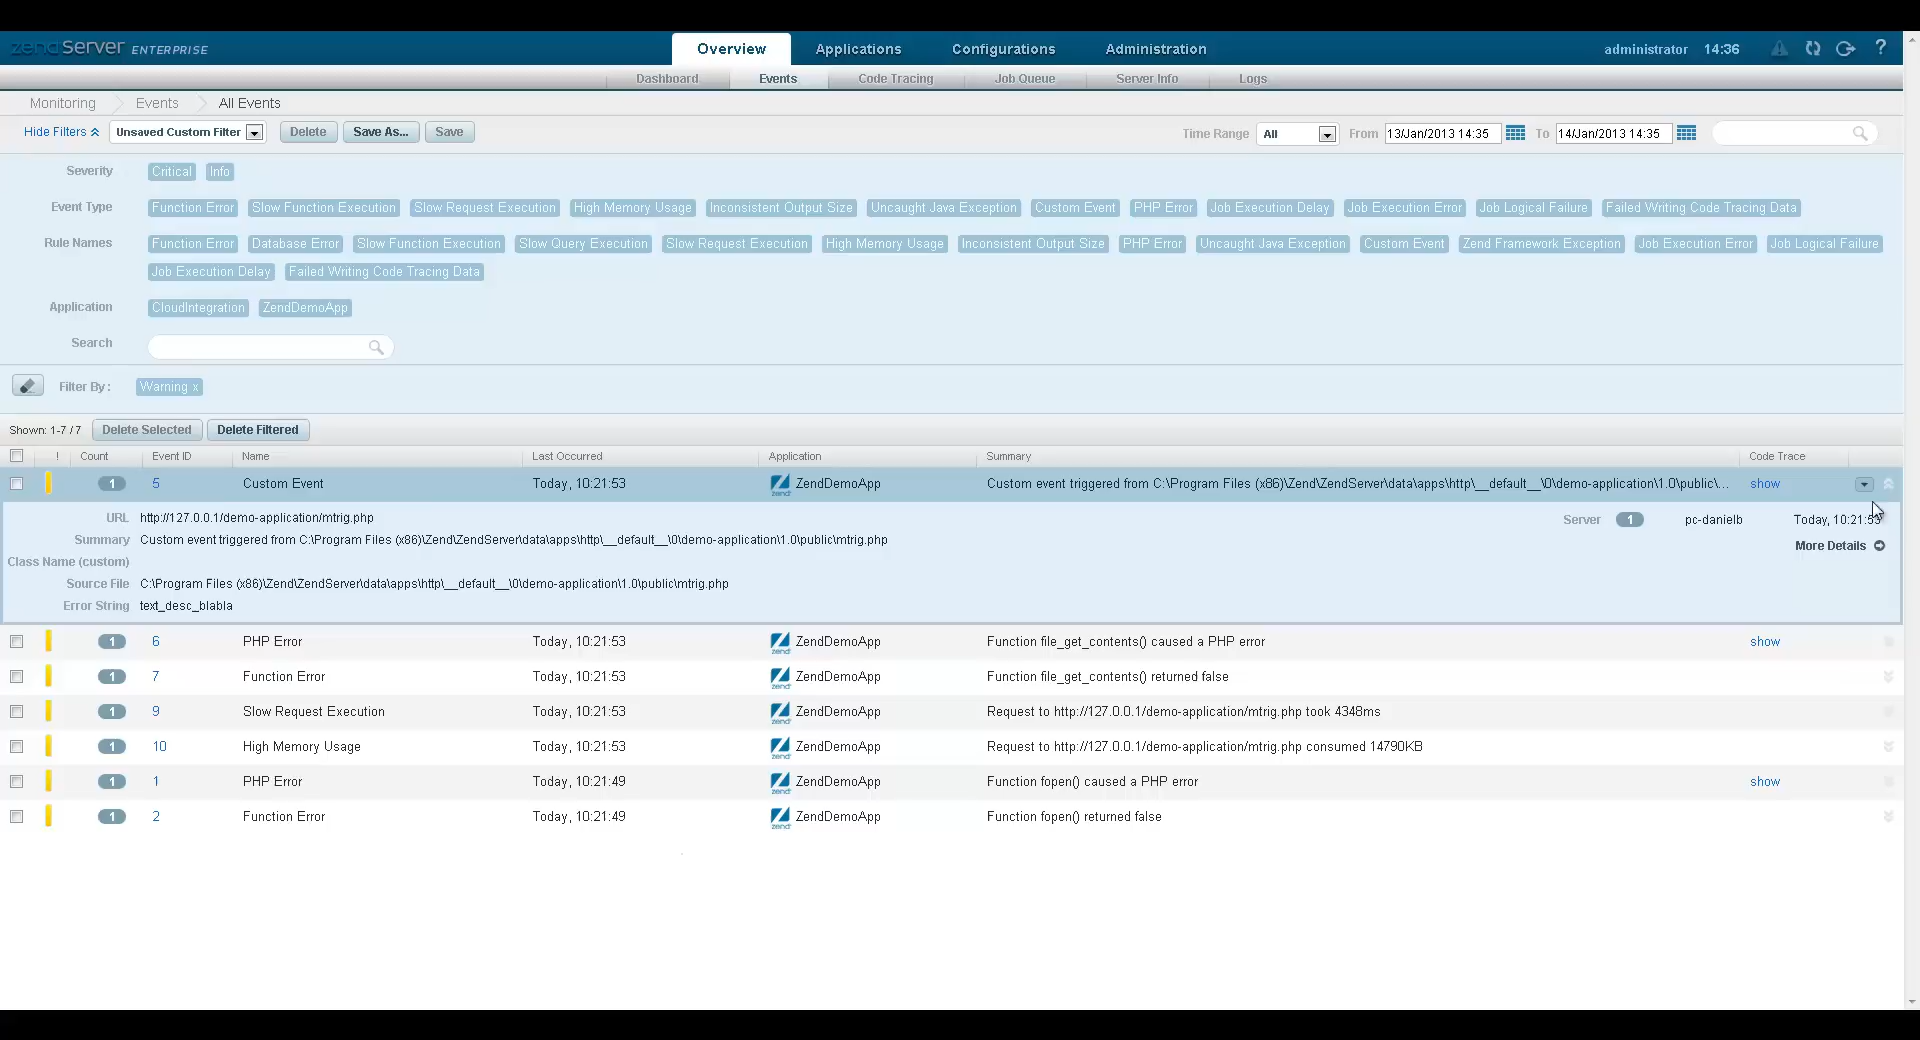 zendServer ENTERPRISE Overview Applications Configurations Administration administrator 14:36 ?
Dashboard Events Code Tracing Job Queue Server Info Logs
Monitoring Events All Events
Hide Filters Unsaved Custom Filter Delete Save As... Save Time Range All From 13/Jan/2013 14:35 To 14/Jan/2013 14:35
Severity Critical Info
Event Type Function Error Slow Function Execution Slow Request Execution High Memory Usage Inconsistent Output Size Uncaught Java Exception Custom Event PHP Error Job Execution Delay Job Execution Error Job Logical Failure Failed Writing Code Tracing Data
Rule Names Function Error Database Error Slow Function Execution Slow Query Execution Slow Request Execution High Memory Usage Inconsistent Output Size PHP Error Uncaught Java Exception Custom Event Zend Framework Exception Job Execution Error Job Logical Failure
Job Execution Delay Failed Writing Code Tracing Data
Application CloudIntegration ZendDemoApp
Search
Filter By : Warning x
Shown: 1-7 / 7 Delete Selected Delete Filtered
! Count Event ID Name Last Occurred Application Summary Code Trace
1 5 Custom Event Today, 10:21:53 ZendDemoApp Custom event triggered from C:\Program Files (x86)\Zend\ZendServer\data\apps\http\__default__\0\demo-application\1.0\public\... show
URL http://127.0.0.1/demo-application/mtrig.php Server 1 pc-danielb Today, 10:21:53
Summary Custom event triggered from C:\Program Files (x86)\Zend\ZendServer\data\apps\http\__default__\0\demo-application\1.0\public\mtrig.php More Details
Class Name (custom)
Source File C:\Program Files (x86)\Zend\ZendServer\data\apps\http\__default__\0\demo-application\1.0\public\mtrig.php
Error String text_desc_blabla
1 6 PHP Error Today, 10:21:53 zend ZendDemoApp Function file_get_contents() caused a PHP error show
1 7 Function Error Today, 10:21:53 zend ZendDemoApp Function file_get_contents() returned false
1 9 Slow Request Execution Today, 10:21:53 zend ZendDemoApp Request to http://127.0.0.1/demo-application/mtrig.php took 4348ms
1 10 High Memory Usage Today, 10:21:53 zend ZendDemoApp Request to http://127.0.0.1/demo-application/mtrig.php consumed 14790KB
1 1 PHP Error Today, 10:21:49 zend ZendDemoApp Function fopen() caused a PHP error show
1 2 Function Error Today, 10:21:49 zend ZendDemoApp Function fopen() returned false